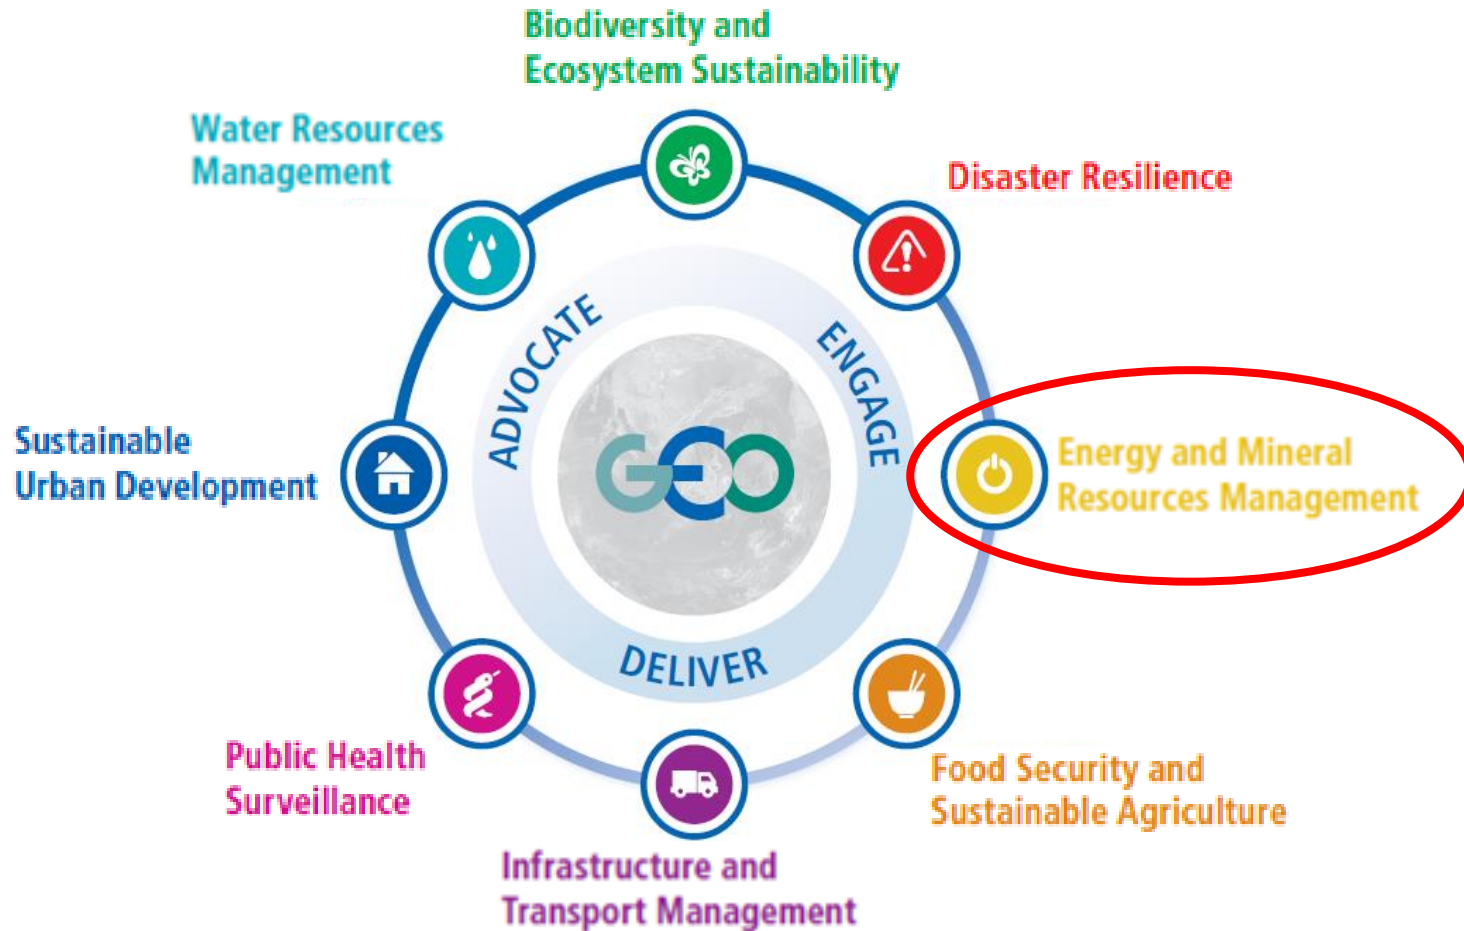 Biodiversity and
Ecosystem Sustainability
Water Resources
Management
Disaster Resilience
ADVOCATE
ENGAGE
GEO
Sustainable
Urban Development
Energy and Mineral
Resources Management
DELIVER
Public Health
Surveillance
Food Security and
Sustainable Agriculture
Infrastructure and
Transport Management